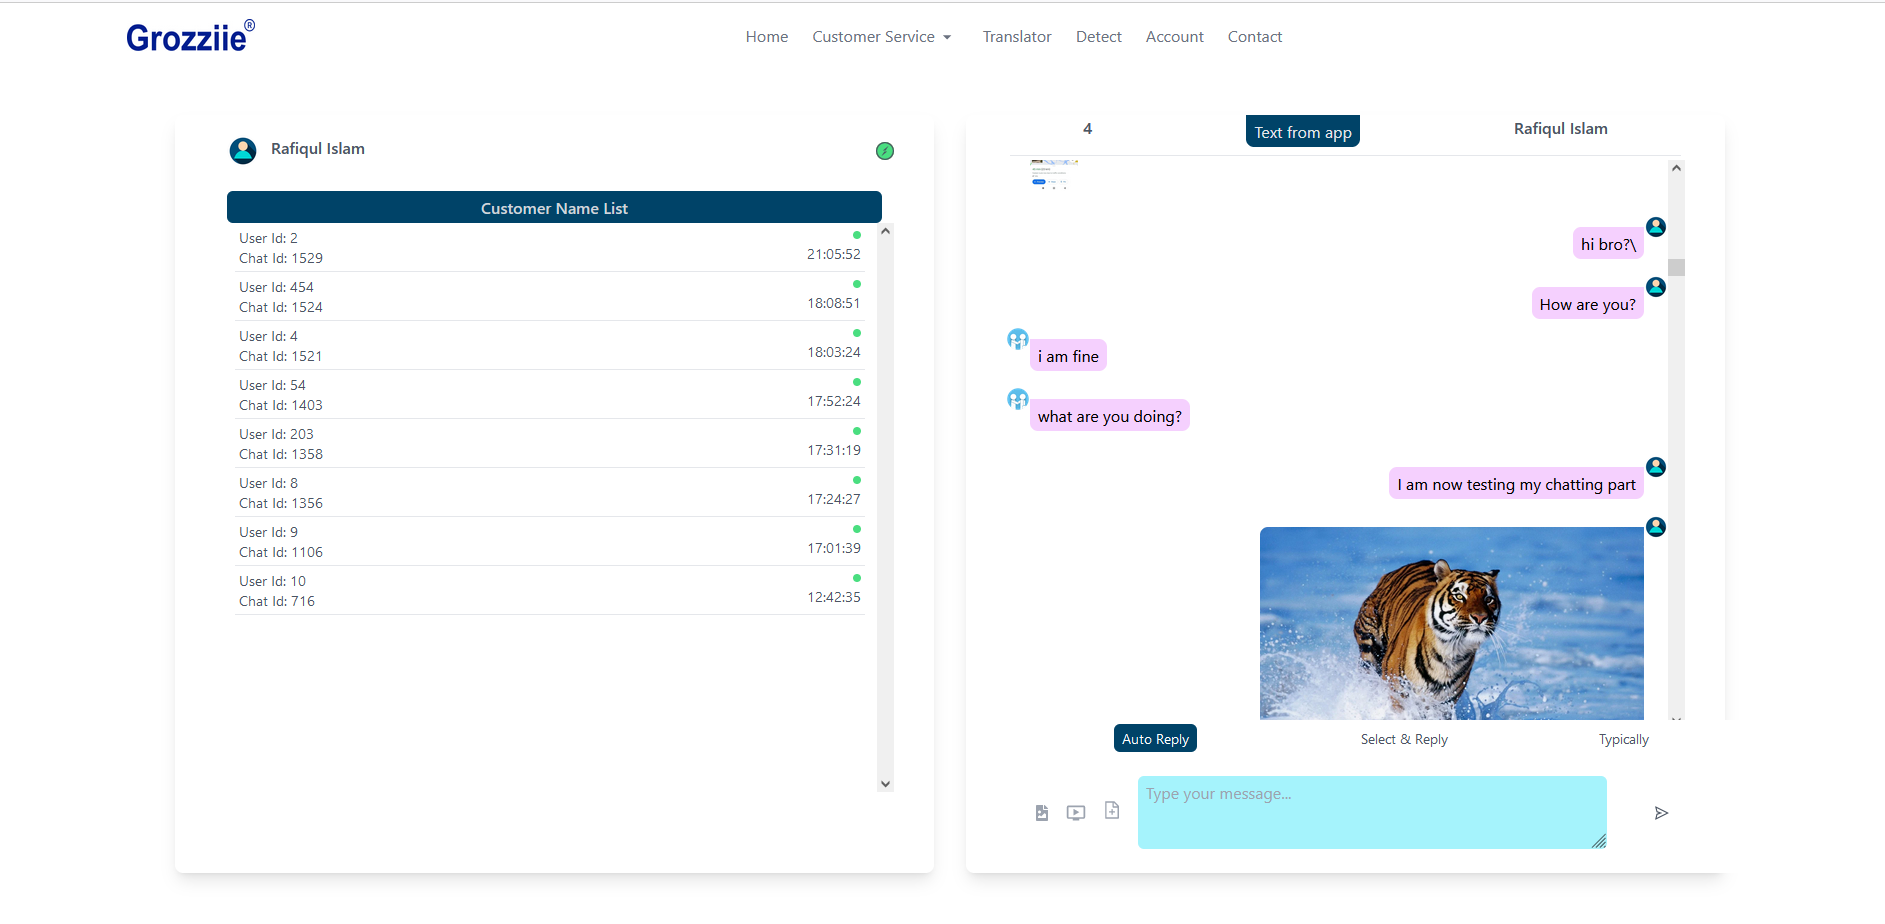 Grozziie®
Home Customer Service Translator Detect Account Contact
Rafiqul Islam
Customer Name List
User Id: 2
Chat Id: 1529
21:05:52
User Id: 454
Chat Id: 1524
18:08:51
User Id: 4
Chat Id: 1521
18:03:24
User Id: 54
Chat Id: 1403
17:52:24
User Id: 203
Chat Id: 1358
17:31:19
User Id: 8
Chat Id: 1356
17:24:27
User Id: 9
Chat Id: 1106
17:01:39
User Id: 10
Chat Id: 716
12:42:35
4 Text from app Rafiqul Islam
hi bro?\
How are you?
i am fine
what are you doing?
I am now testing my chatting part
Auto Reply Select & Reply Typically
Type your message...